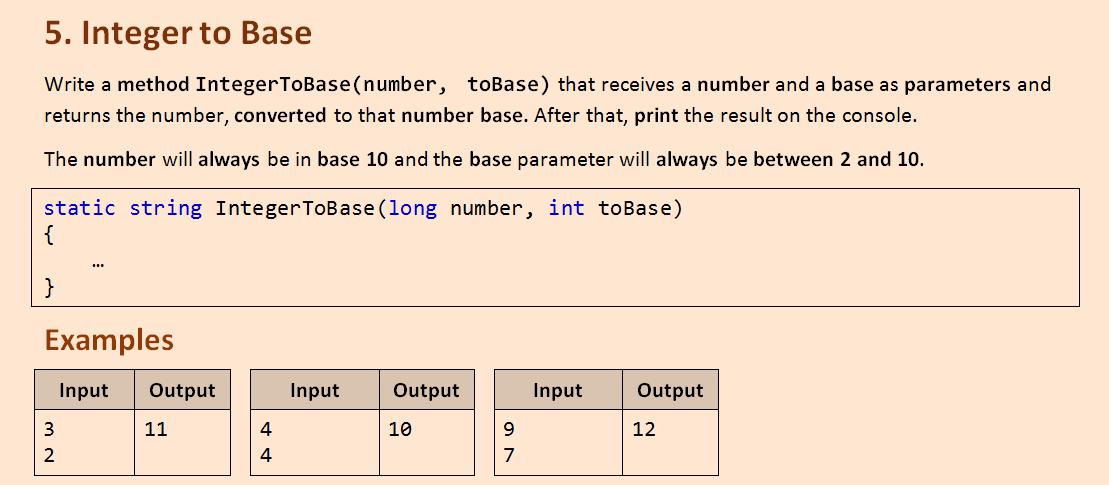 5. Integer to Base
Write a method IntegerToBase(number, toBase) that receives a number and a base as parameters and
returns the number, converted to that number base. After that, print the result on the console.
The number will always be in base 10 and the base parameter will always be between 2 and 10.
static string IntegerToBase(long number, int toBase)
{
…
}
Examples
Input Output Input Output Input Output
3 11 4 10 9 12
2 4 7